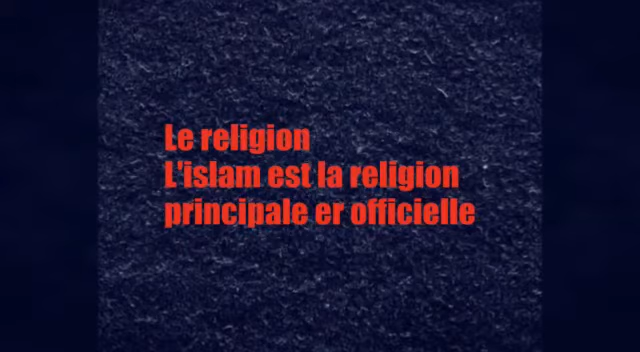 Le religion
L'islam est la religion
principale er officielle